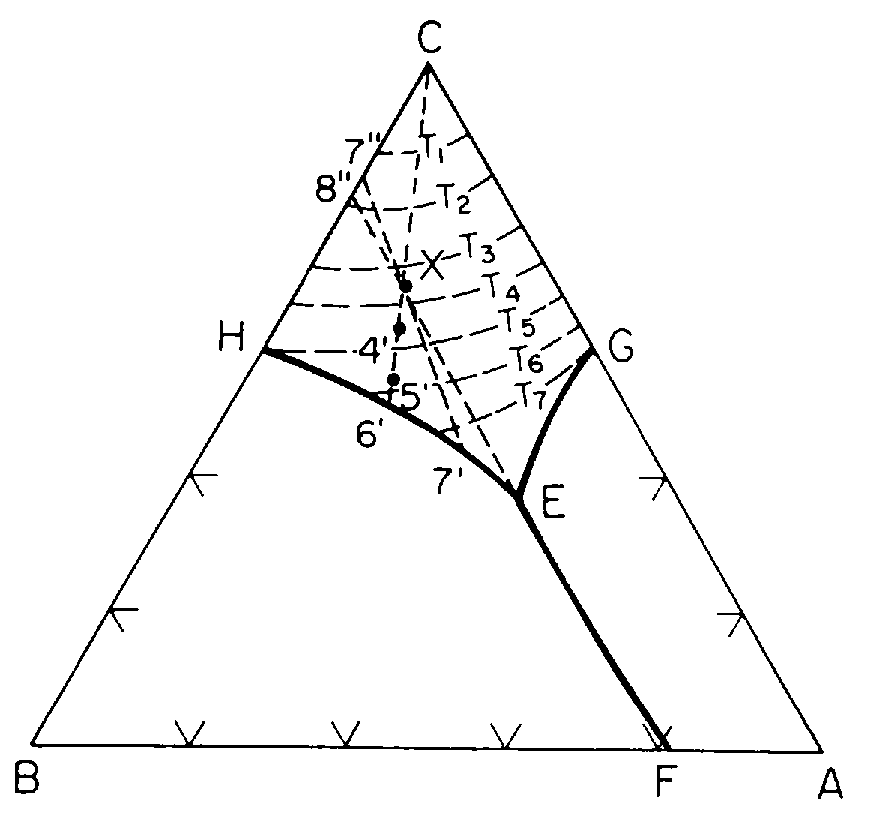 C
7" T₁
8" T₂
T₃
X
T₄
H 4' T₅
G
5' T₆
T₇
6'
7'
E
B F A